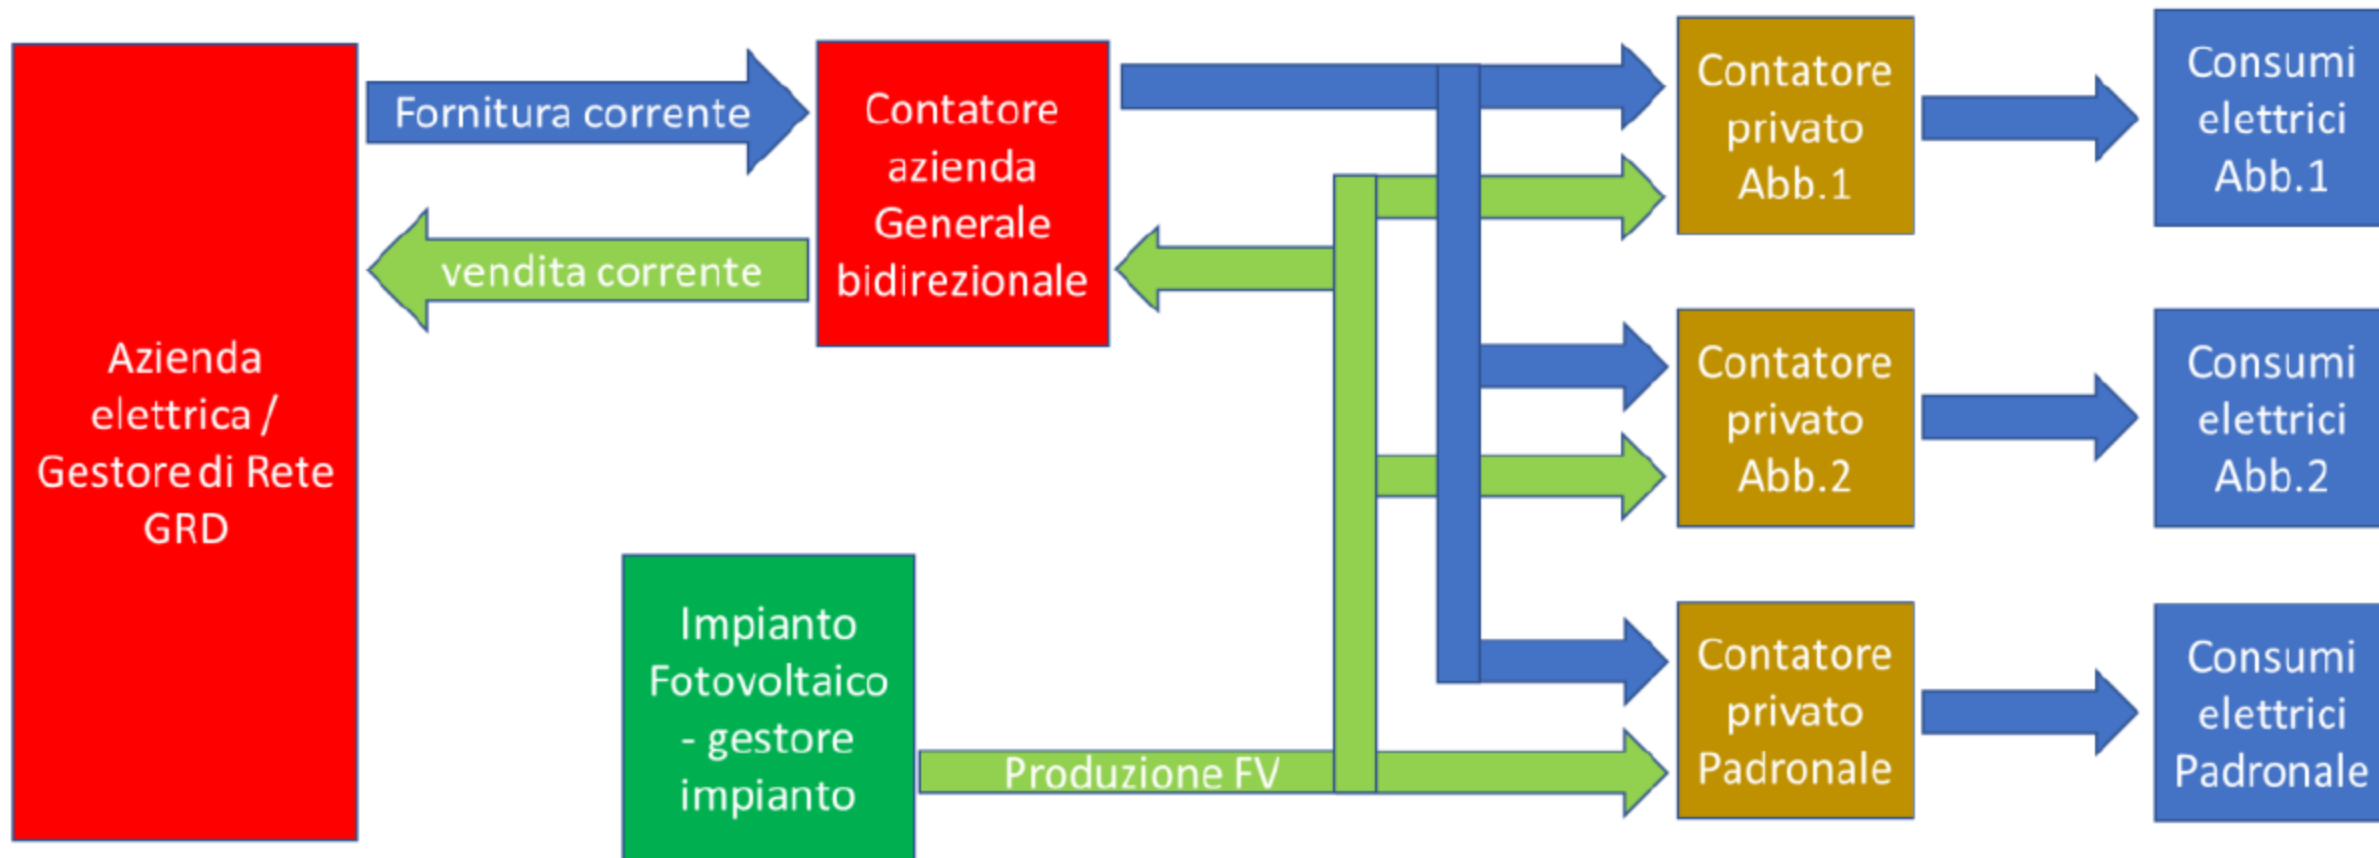 Azienda
elettrica /
Gestore di Rete
GRD
Fornitura corrente
vendita corrente
Contatore
azienda
Generale
bidirezionale
Impianto
Fotovoltaico
- gestore
impianto
Produzione FV
Contatore
privato
Abb.1
Consumi
elettrici
Abb.1
Contatore
privato
Abb.2
Consumi
elettrici
Abb.2
Contatore
privato
Padronale
Consumi
elettrici
Padronale